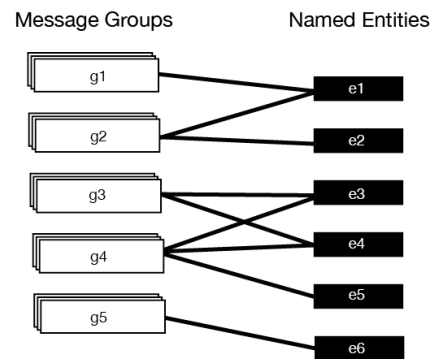 Message Groups Named Entities
g1 e1
g2 e2
g3 e3
g4 e4
e5
g5 e6